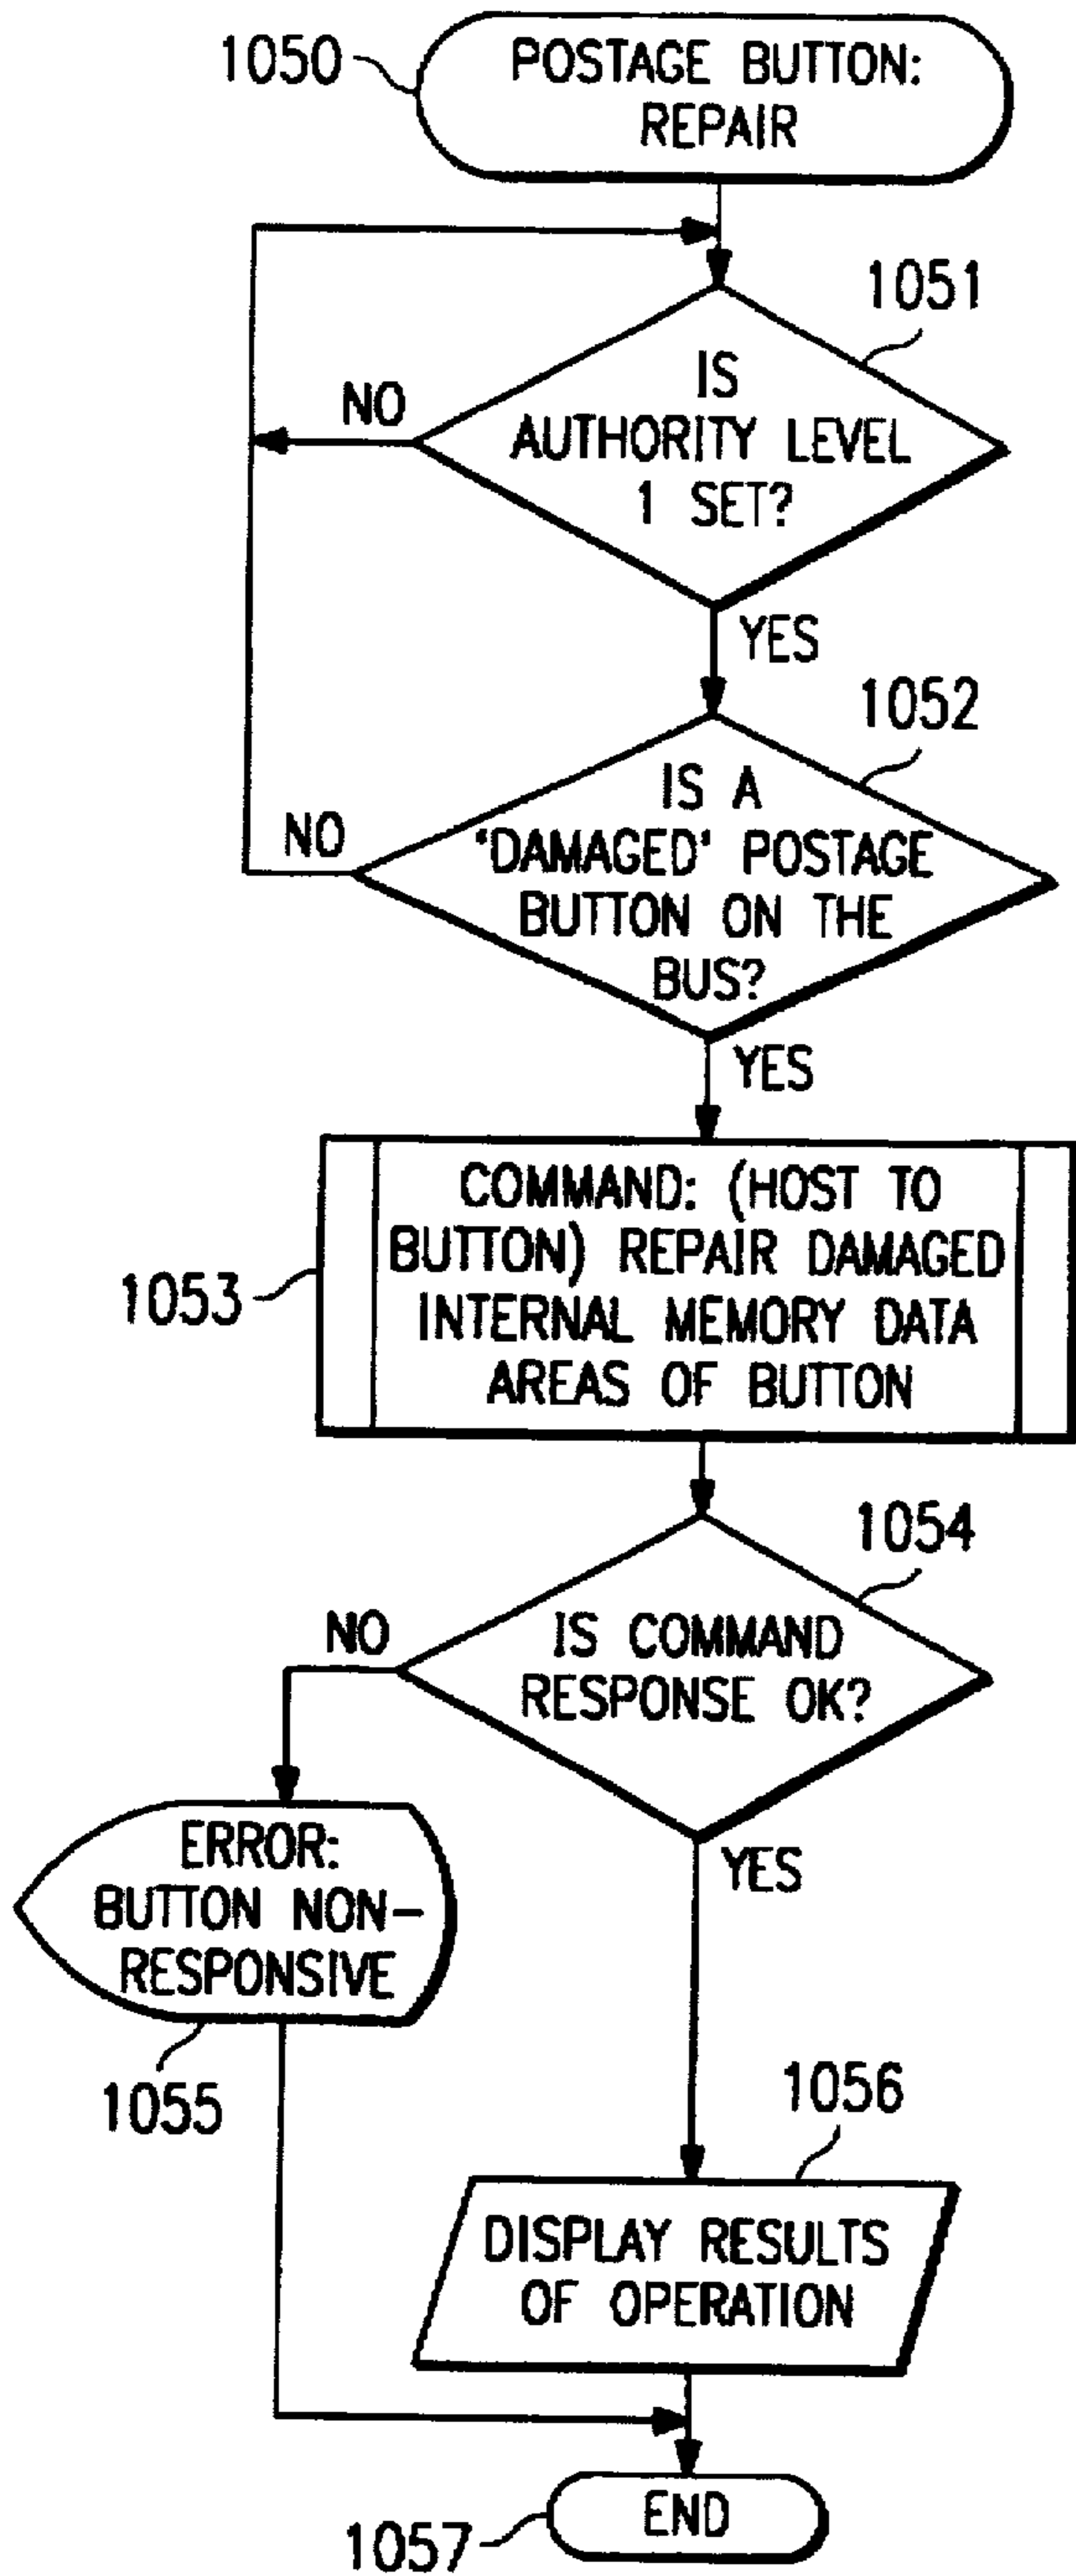 1050
POSTAGE BUTTON:
REPAIR
1051
IS
AUTHORITY LEVEL
1 SET?
NO
YES
1052
IS A
'DAMAGED' POSTAGE
BUTTON ON THE
BUS?
NO
YES
1053
COMMAND: (HOST TO
BUTTON) REPAIR DAMAGED
INTERNAL MEMORY DATA
AREAS OF BUTTON
1054
IS COMMAND
RESPONSE OK?
NO
YES
ERROR:
BUTTON NON-
RESPONSIVE
1055
1056
DISPLAY RESULTS
OF OPERATION
END
1057